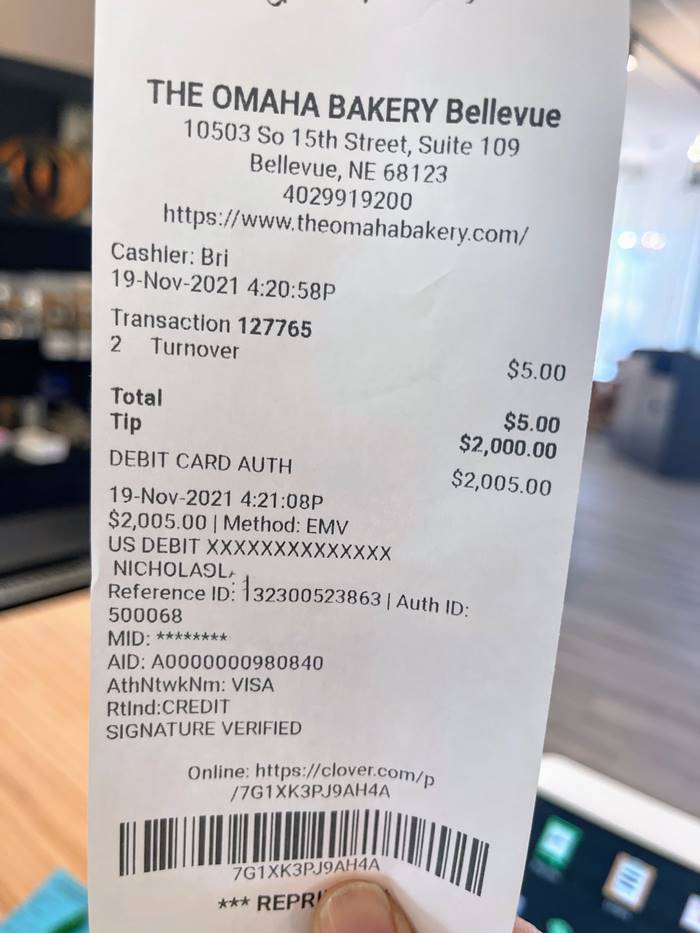 THE OMAHA BAKERY Bellevue
10503 So 15th Street, Suite 109
Bellevue, NE 68123
4029919200
https://www.theomahabakery.com/
Cashier: Bri
19-Nov-2021 4:20:58P
Transaction 127765
2 Turnover $5.00
Total $5.00
Tip $2,000.00
DEBIT CARD AUTH $2,005.00
19-Nov-2021 4:21:08P
$2,005.00 | Method: EMV
US DEBIT XXXXXXXXXXXXXX
Reference ID: 132300523863 | Auth ID:
500068
MID: ********
AID: A0000000980840
AthNtwkNm: VISA
RtInd:CREDIT
SIGNATURE VERIFIED
Online: https://clover.com/p
/7G1XK3PJ9AH4A
7G1XK3PJ9AH4A
***